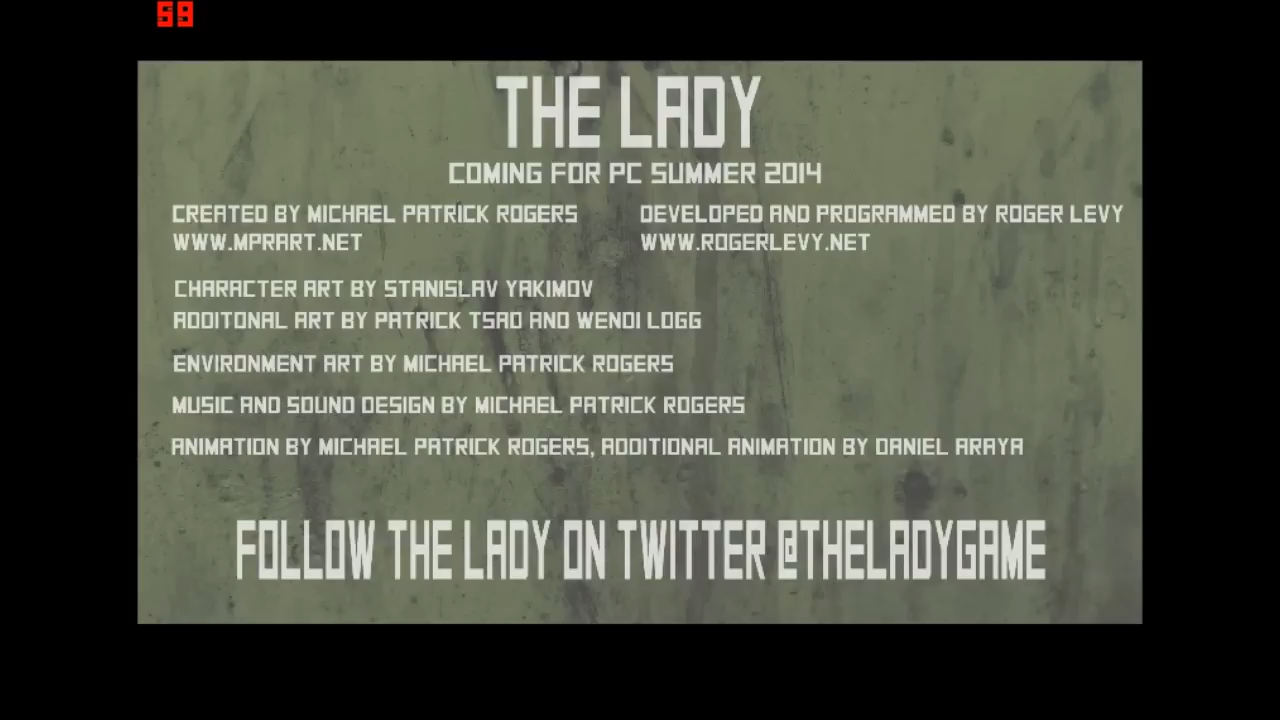 59
THE LADY
COMING FOR PC SUMMER 2014
CREATED BY MICHAEL PATRICK ROGERS
WWW.MPRART.NET
DEVELOPED AND PROGRAMMED BY ROGER LEVY
WWW.ROGERLEVY.NET
CHARACTER ART BY STANISLAV YAKIMOV
ADDITONAL ART BY PATRICK TSAO AND WENDI LOGG
ENVIRONMENT ART BY MICHAEL PATRICK ROGERS
MUSIC AND SOUND DESIGN BY MICHAEL PATRICK ROGERS
ANIMATION BY MICHAEL PATRICK ROGERS, ADDITIONAL ANIMATION BY DANIEL ARAYA
FOLLOW THE LADY ON TWITTER @THELADYGAME